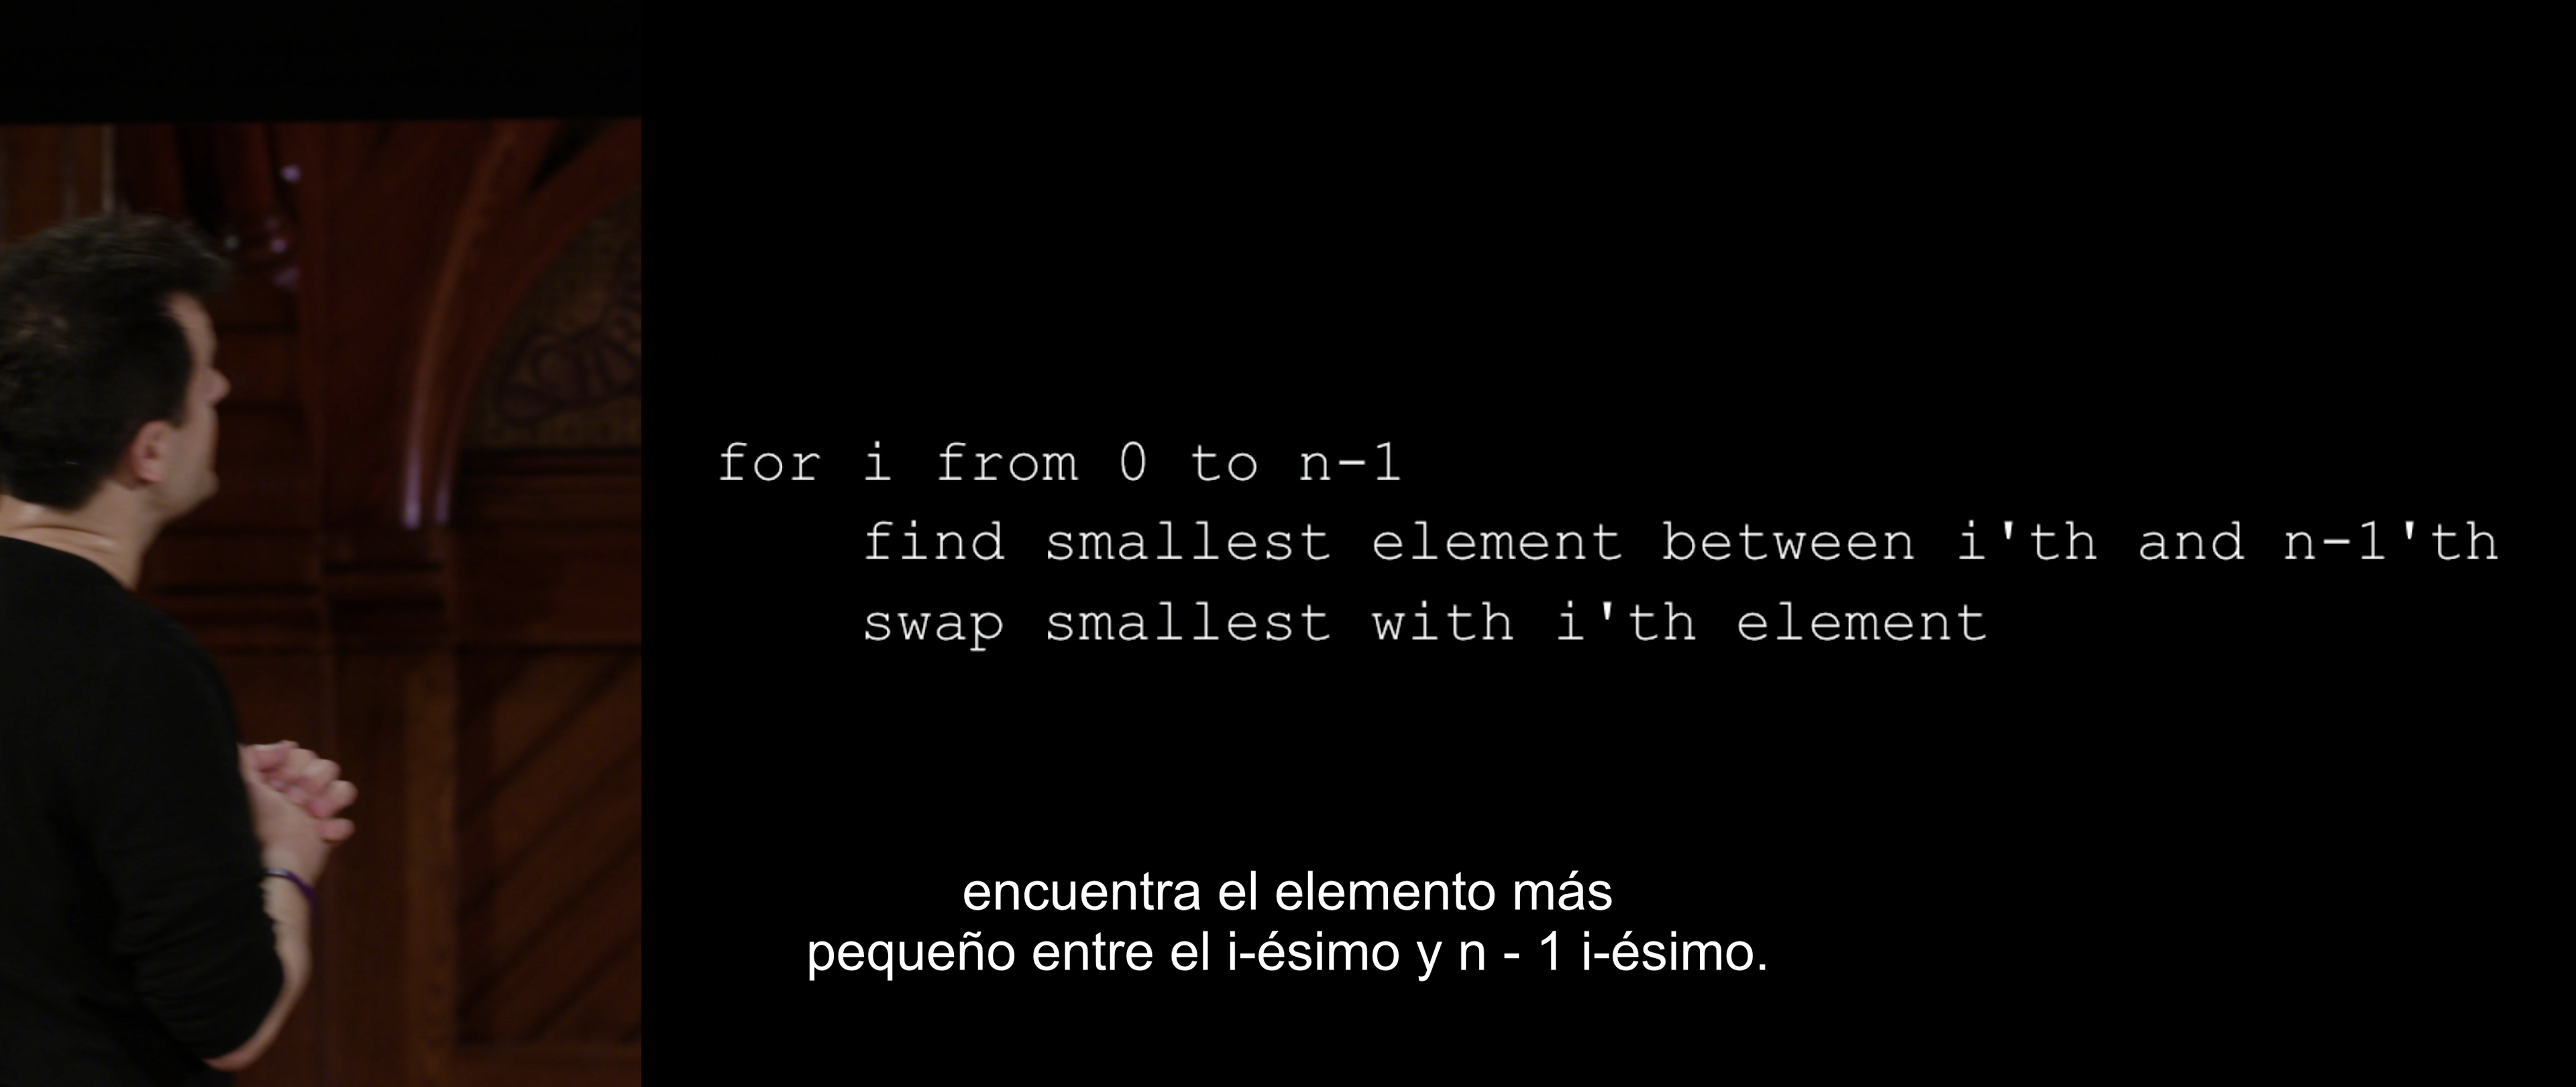 for i from 0 to n-1
find smallest element between i'th and n-1'th
swap smallest with i'th element
encuentra el elemento más
pequeño entre el i-ésimo y n - 1 i-ésimo.